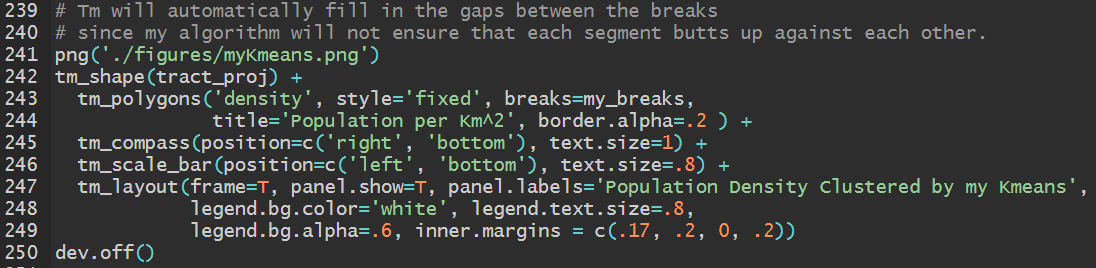 239 # Tm will automatically fill in the gaps between the breaks
240 # since my algorithm will not ensure that each segment butts up against each other.
241 png('./figures/myKmeans.png')
242 tm_shape(tract_proj) +
243   tm_polygons('density', style='fixed', breaks=my_breaks,
244               title='Population per Km^2', border.alpha=.2 ) +
245   tm_compass(position=c('right', 'bottom'), text.size=1) +
246   tm_scale_bar(position=c('left', 'bottom'), text.size=.8) +
247   tm_layout(frame=T, panel.show=T, panel.labels='Population Density Clustered by my Kmeans',
248             legend.bg.color='white', legend.text.size=.8,
249             legend.bg.alpha=.6, inner.margins = c(.17, .2, 0, .2))
250 dev.off()